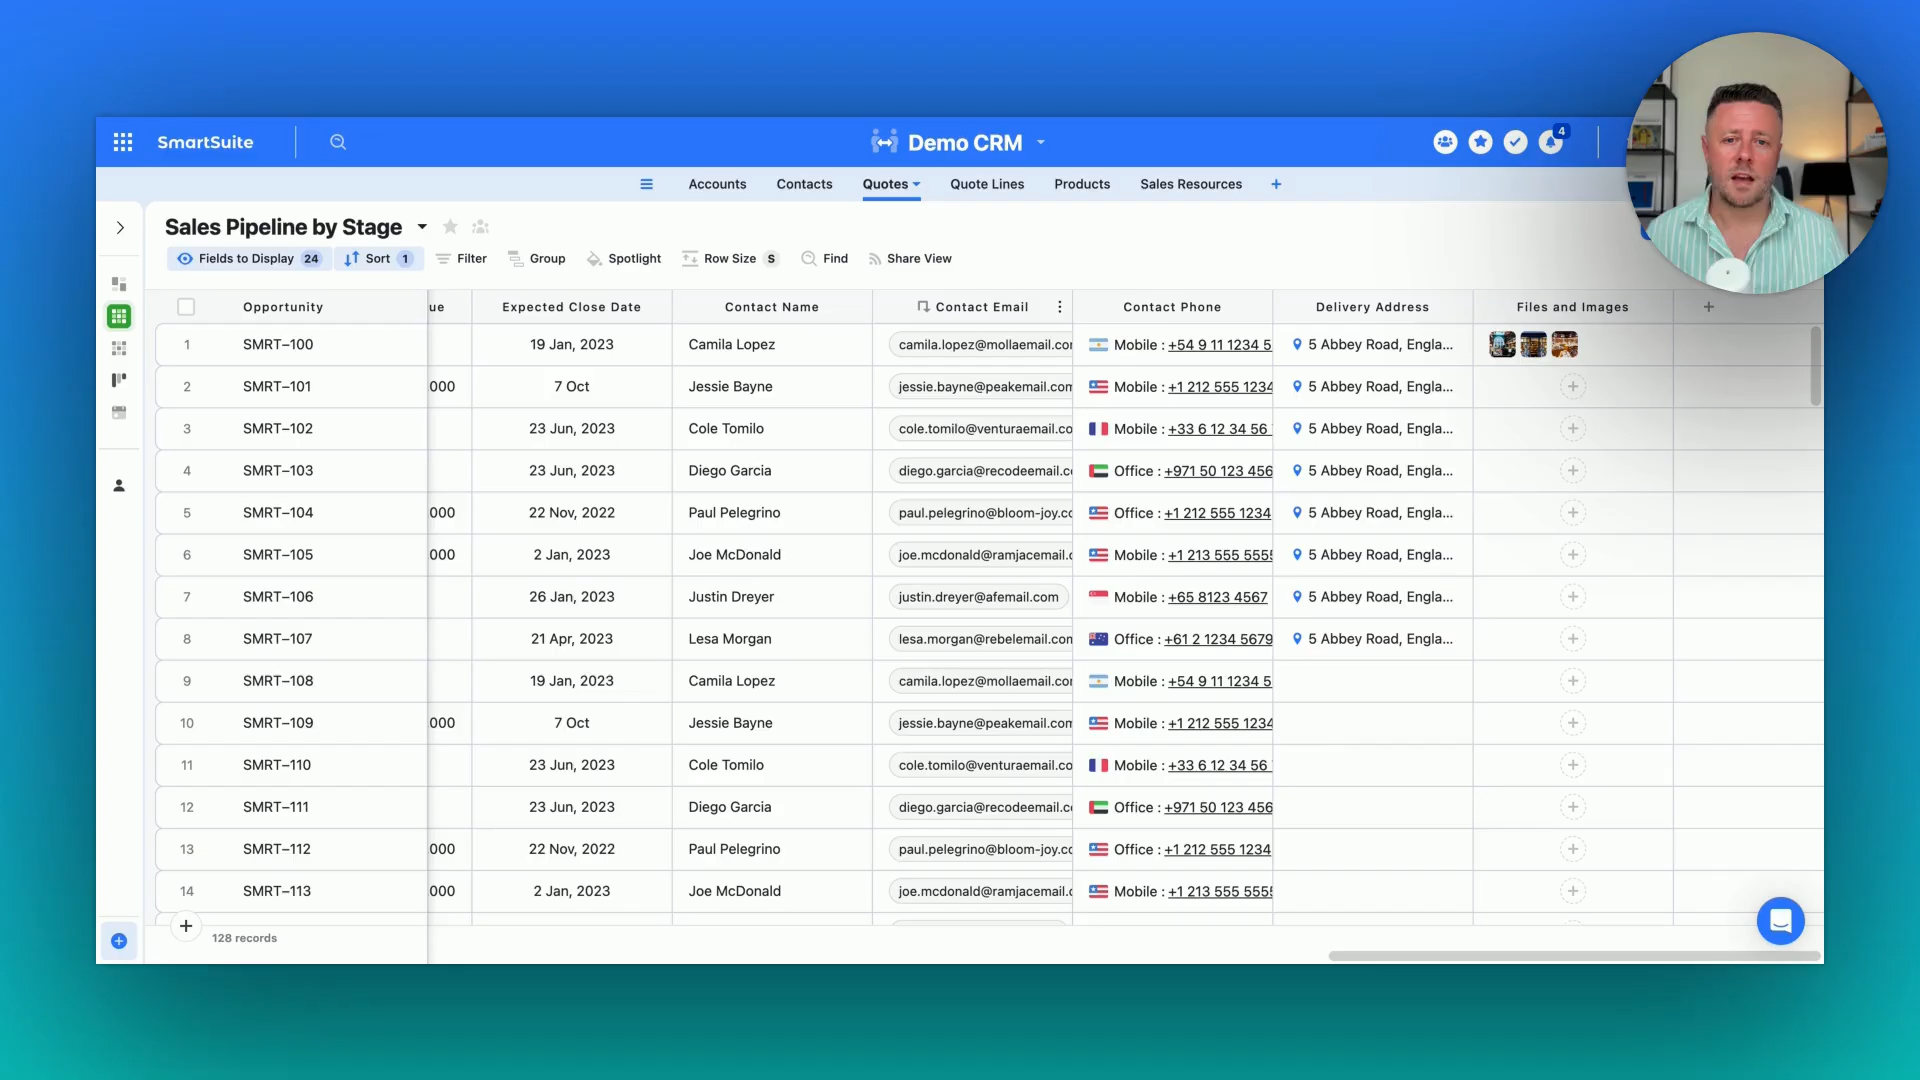 SmartSuite
Demo CRM
4
Accounts Contacts Quotes Quote Lines Products Sales Resources
Sales Pipeline by Stage
Fields to Display 24 Sort 1 Filter Group Spotlight Row Size S Find Share View
Opportunity ue Expected Close Date Contact Name Contact Email Contact Phone Delivery Address Files and Images
1 SMRT–100 19 Jan, 2023 Camila Lopez camila.lopez@mollaemail.co Mobile : +54 9 11 1234 5 5 Abbey Road, Engla...
2 SMRT–101 000 7 Oct Jessie Bayne jessie.bayne@peakemail.com Mobile : +1 212 555 1234 5 Abbey Road, Engla...
3 SMRT–102 23 Jun, 2023 Cole Tomilo cole.tomilo@venturaemail.co Mobile : +33 6 12 34 56 5 Abbey Road, Engla...
4 SMRT–103 23 Jun, 2023 Diego Garcia diego.garcia@recodeemail.c Office : +971 50 123 456 5 Abbey Road, Engla...
5 SMRT–104 000 22 Nov, 2022 Paul Pelegrino paul.pelegrino@bloom-joy.co Office : +1 212 555 1234 5 Abbey Road, Engla...
6 SMRT–105 000 2 Jan, 2023 Joe McDonald joe.mcdonald@ramjacemail.c Mobile : +1 213 555 5555 5 Abbey Road, Engla...
7 SMRT–106 26 Jan, 2023 Justin Dreyer justin.dreyer@afemail.com Mobile : +65 8123 4567 5 Abbey Road, Engla...
8 SMRT–107 21 Apr, 2023 Lesa Morgan lesa.morgan@rebelemail.com Office : +61 2 1234 5679 5 Abbey Road, Engla...
9 SMRT–108 19 Jan, 2023 Camila Lopez camila.lopez@mollaemail.co Mobile : +54 9 11 1234 5
10 SMRT–109 000 7 Oct Jessie Bayne jessie.bayne@peakemail.com Mobile : +1 212 555 1234
11 SMRT–110 23 Jun, 2023 Cole Tomilo cole.tomilo@venturaemail.co Mobile : +33 6 12 34 56
12 SMRT–111 23 Jun, 2023 Diego Garcia diego.garcia@recodeemail.c Office : +971 50 123 456
13 SMRT–112 000 22 Nov, 2022 Paul Pelegrino paul.pelegrino@bloom-joy.co Office : +1 212 555 1234
14 SMRT–113 000 2 Jan, 2023 Joe McDonald joe.mcdonald@ramjacemail.c Mobile : +1 213 555 5555
128 records